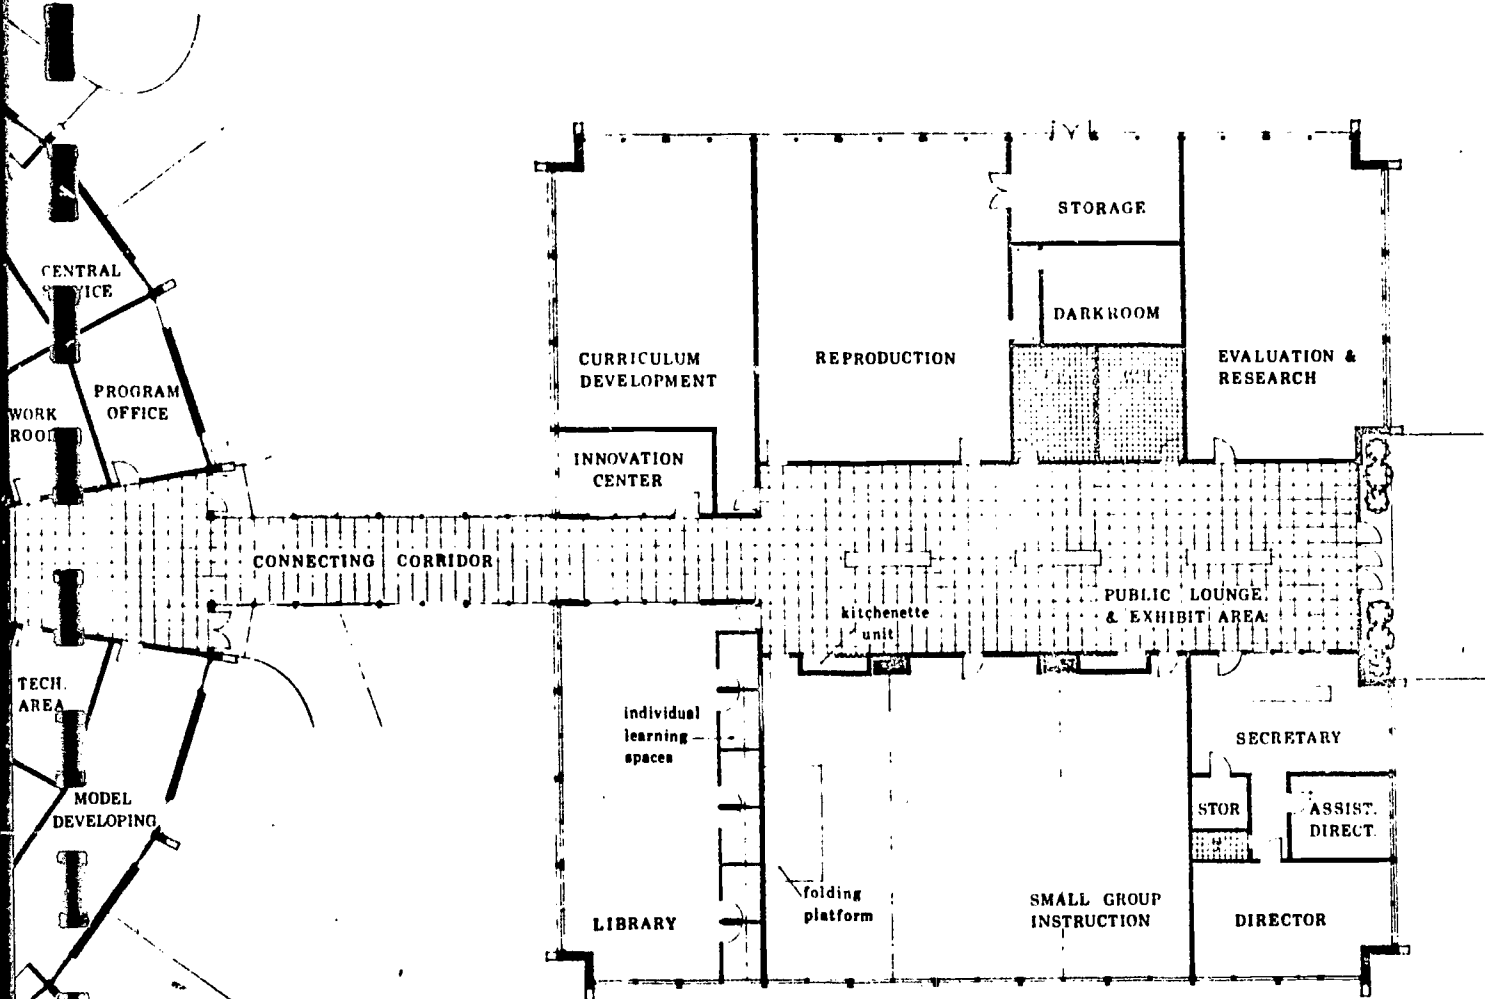 STORAGE
CENTRAL
DARKROOM
CURRICULUM
DEVELOPMENT
REPRODUCTION
EVALUATION &
RESEARCH
PROGRAM
OFFICE
WORK
INNOVATION
CENTER
CONNECTING CORRIDOR
PUBLIC LOUNGE
& EXHIBIT AREA
kitchenette
unit
TECH.
AREA
individual
learning
spaces
SECRETARY
MODEL
DEVELOPING
STOR
ASSIST.
DIRECT.
folding
platform
LIBRARY
SMALL GROUP
INSTRUCTION
DIRECTOR